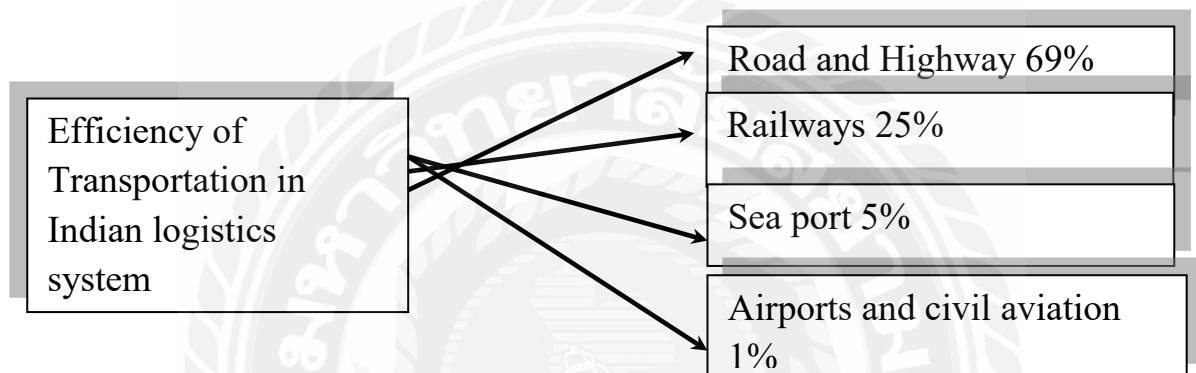 Efficiency of
Transportation in
Indian logistics
system
Road and Highway 69%
Railways 25%
Sea port 5%
Airports and civil aviation
1%